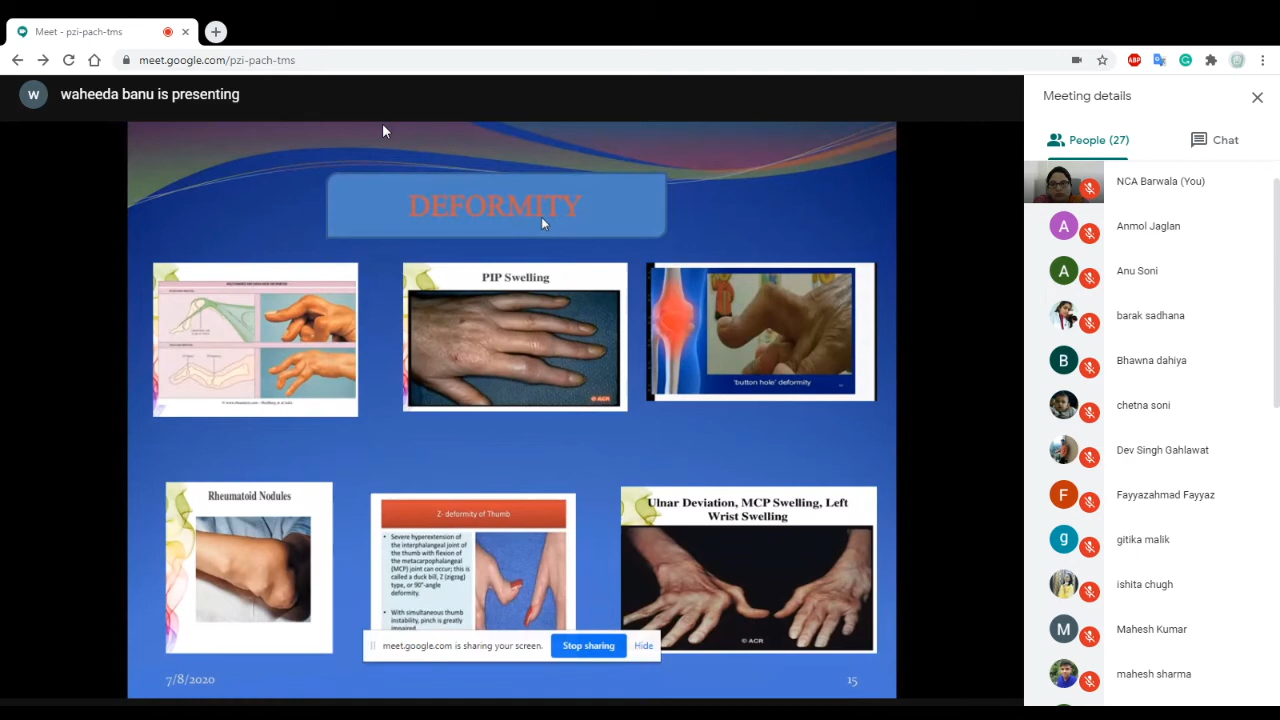 Meet - pzi-pach-tms
meet.google.com/pzi-pach-tms
ABP
W
waheeda banu is presenting
Meeting details
People (27)
Chat
DEFORMITY
PIP Swelling
© ACR
'button hole' deformity
Rheumatoid Nodules
Z- deformity of Thumb
• Severe hyperextension of
the interphalangeal joint of
the thumb with flexion of
the metacarpophalangeal
(MCP) joint can occur; this is
called a duck bill, Z (zigzag)
type, or 90°-angle
deformity.
• With simultaneous thumb
instability, pinch is greatly
impaired
Ulnar Deviation, MCP Swelling, Left
Wrist Swelling
© ACR
meet.google.com is sharing your screen.
Stop sharing
Hide
7/8/2020
15
NCA Barwala (You)
A
Anmol Jaglan
A
Anu Soni
barak sadhana
B
Bhawna dahiya
chetna soni
Dev Singh Gahlawat
F
Fayyazahmad Fayyaz
g
gitika malik
ishita chugh
M
Mahesh Kumar
mahesh sharma